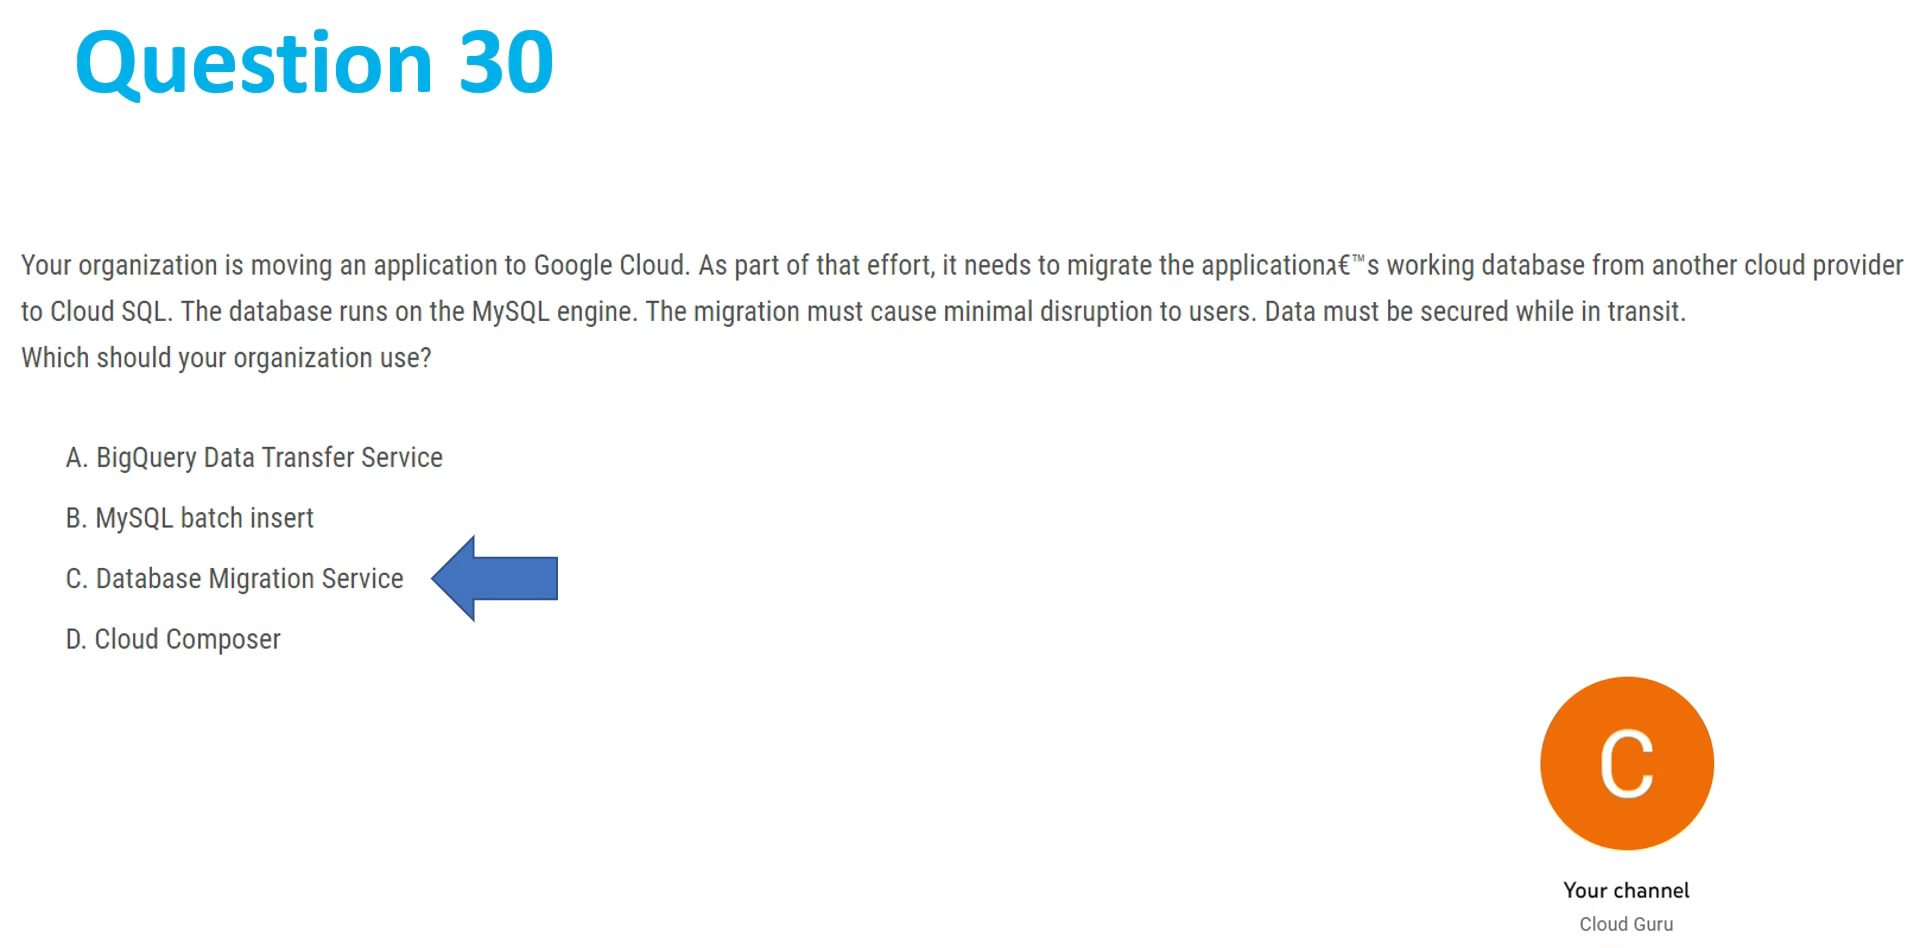 Question 30
Your organization is moving an application to Google Cloud. As part of that effort, it needs to migrate the applicationג€™s working database from another cloud provider
to Cloud SQL. The database runs on the MySQL engine. The migration must cause minimal disruption to users. Data must be secured while in transit.
Which should your organization use?
A. BigQuery Data Transfer Service
B. MySQL batch insert
C. Database Migration Service
D. Cloud Composer
C
Your channel
Cloud Guru